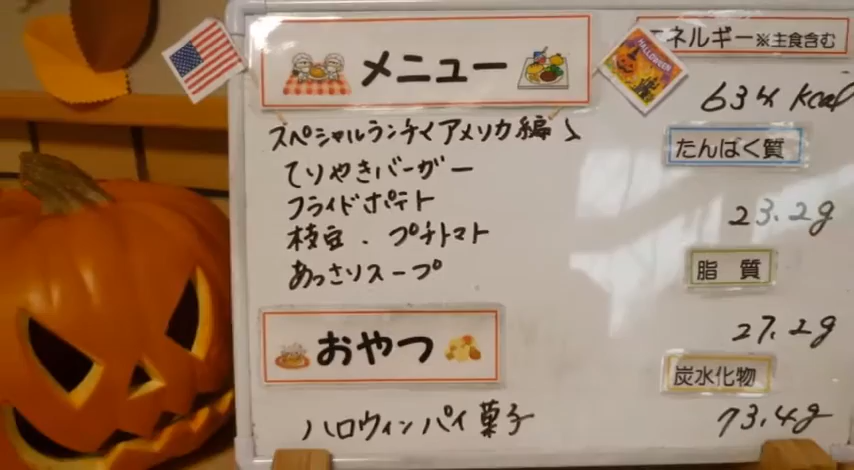 メニュー
スペシャルランチ〈アメリカ編〉
てりやきバーガー
フライドポテト
枝豆 . プチトマト
あっさりスープ
おやつ
ハロウィンパイ菓子
HALLOWEEN
ネルギー※主食含む
634 kcal
たんぱく質
23.2g
脂 質
27.2g
炭水化物
73.4g